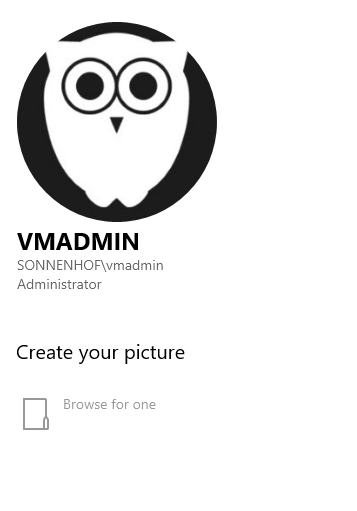 VMADMIN
SONNENHOF\vmadmin
Administrator
Create your picture
Browse for one